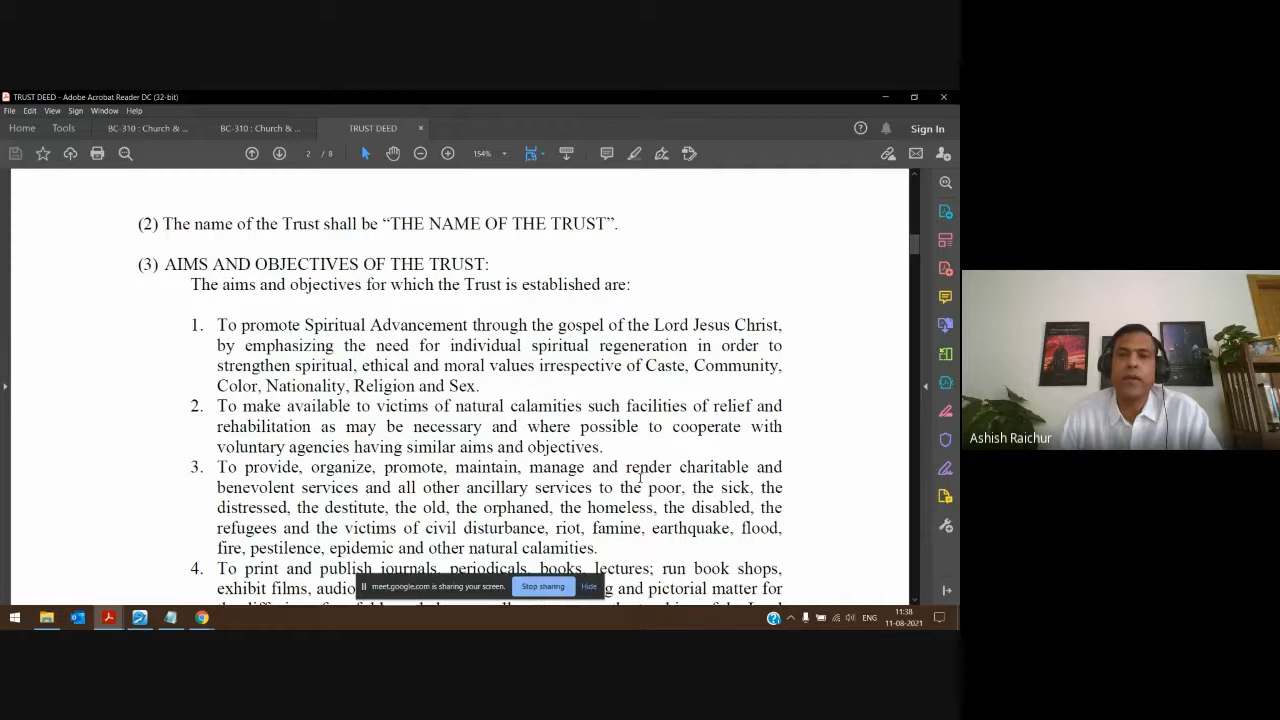 TRUST DEED - Adobe Acrobat Reader DC (32-bit)
File Edit View Sign Window Help
Home Tools BC-310 : Church & ... BC-310 : Church & ... TRUST DEED × Sign In
2 / 8 154%
(2) The name of the Trust shall be “THE NAME OF THE TRUST”.
(3) AIMS AND OBJECTIVES OF THE TRUST:
The aims and objectives for which the Trust is established are:
1. To promote Spiritual Advancement through the gospel of the Lord Jesus Christ,
by emphasizing the need for individual spiritual regeneration in order to
strengthen spiritual, ethical and moral values irrespective of Caste, Community,
Color, Nationality, Religion and Sex.
2. To make available to victims of natural calamities such facilities of relief and
rehabilitation as may be necessary and where possible to cooperate with
voluntary agencies having similar aims and objectives.
3. To provide, organize, promote, maintain, manage and render charitable and
benevolent services and all other ancillary services to the poor, the sick, the
distressed, the destitute, the old, the orphaned, the homeless, the disabled, the
refugees and the victims of civil disturbance, riot, famine, earthquake, flood,
fire, pestilence, epidemic and other natural calamities.
4. To print and publish journals, periodicals, books, lectures; run book shops,
exhibit films, audio g and pictorial matter for
meet.google.com is sharing your screen. Stop sharing Hide
ENG 11:38
11-08-2021
Ashish Raichur